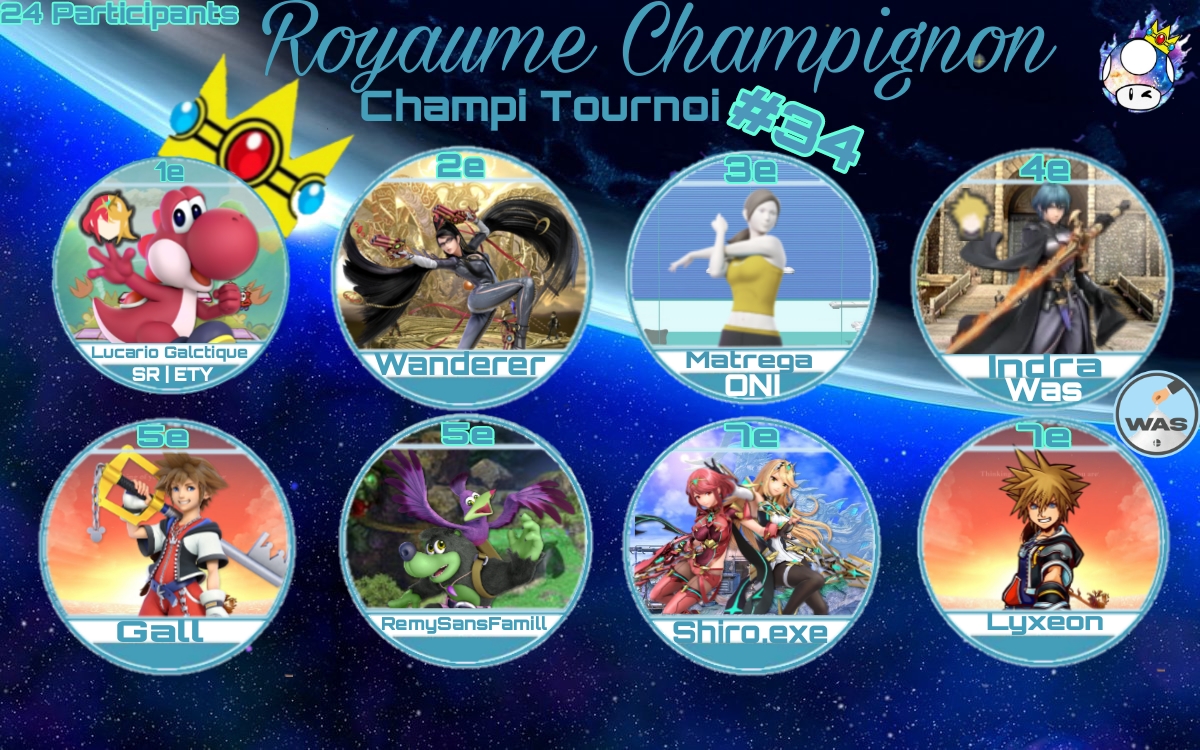 24 Participants
Royaume Champignon
Champi Tournoi #34
1e
Lucario Galctique
SR | ETY
2e
Wanderer
3e
Matrega
ONI
4e
Indra
Was
WAS
5e
Gall
5e
RemySansFamill
7e
Shiro.exe
7e
Lyxeon